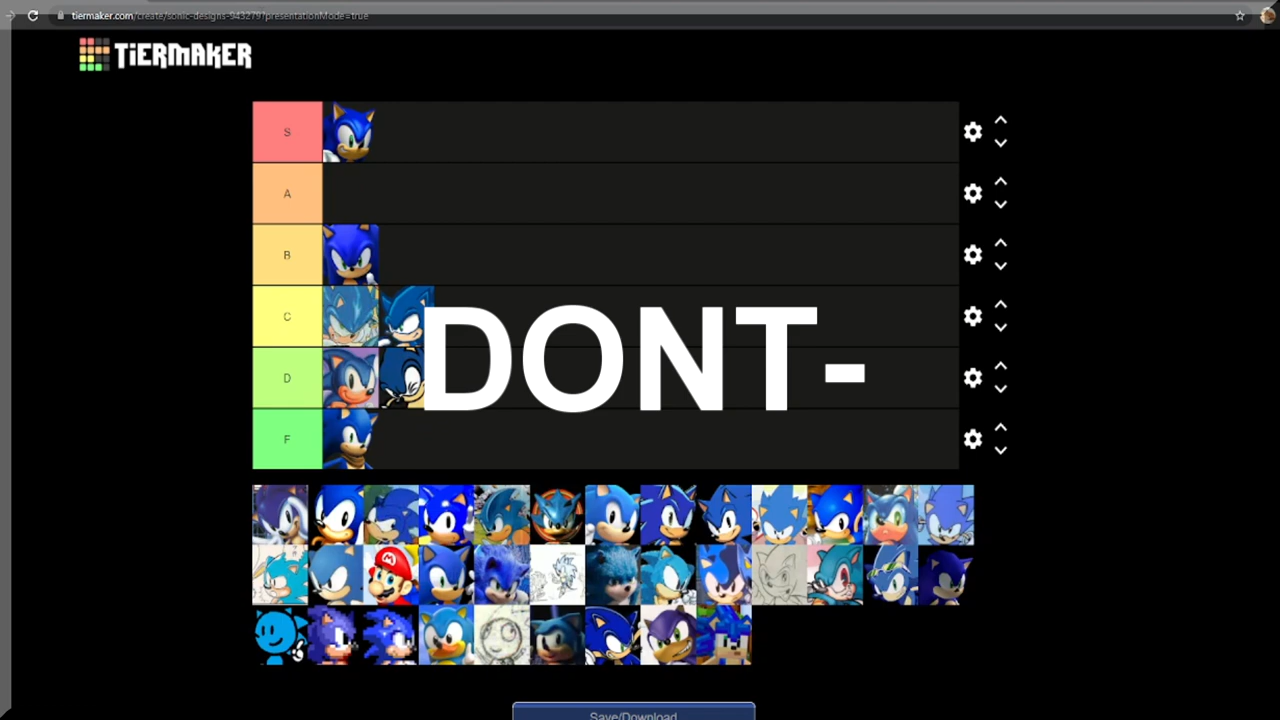 tiermaker.com/create/sonic-designs-943279?presentationMode=true
TiERMAKER
S
A
B
C
D
F
DONT-
M
Save/Download